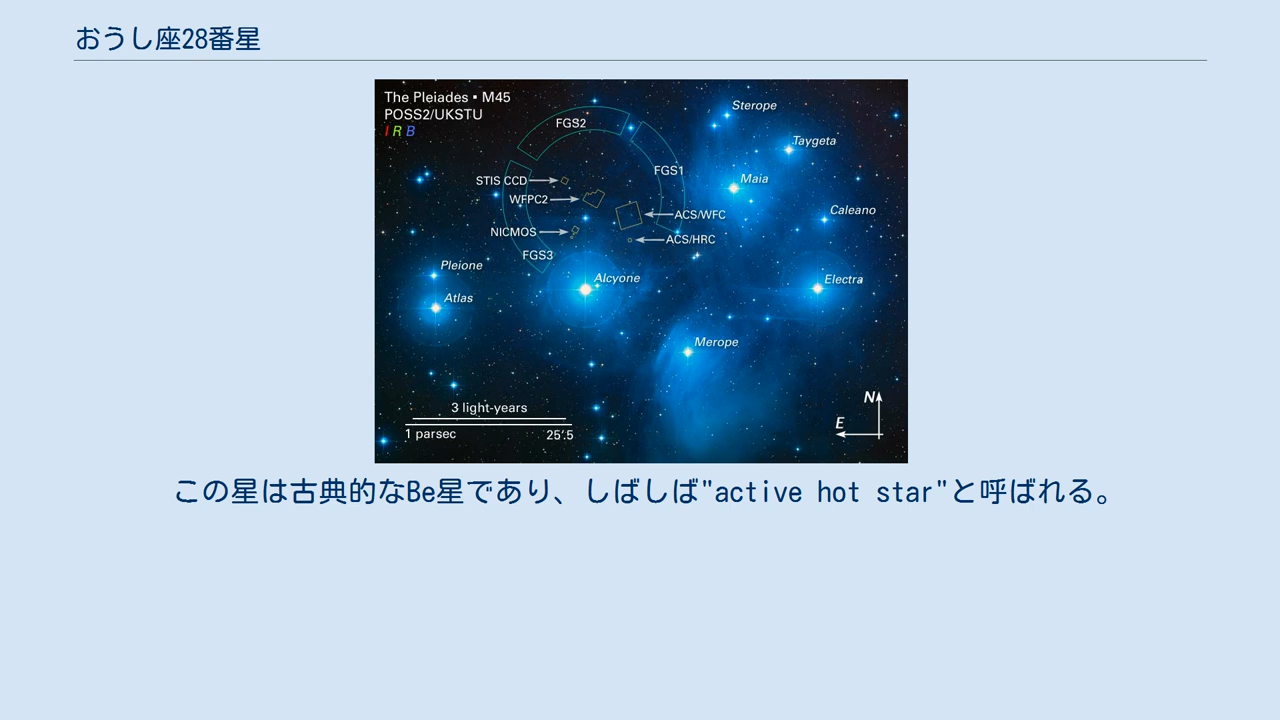 おうし座28番星
The Pleiades • M45
POSS2/UKSTU
I R B
Sterope
FGS2
Taygeta
FGS1
STIS CCD
Maia
WFPC2
Caleano
ACS/WFC
NICMOS
ACS/HRC
FGS3
Pleione
Alcyone
Electra
Atlas
Merope
N
3 light-years
E
1 parsec
25'.5
この星は古典的なBe星であり、しばしば"active hot star"と呼ばれる。